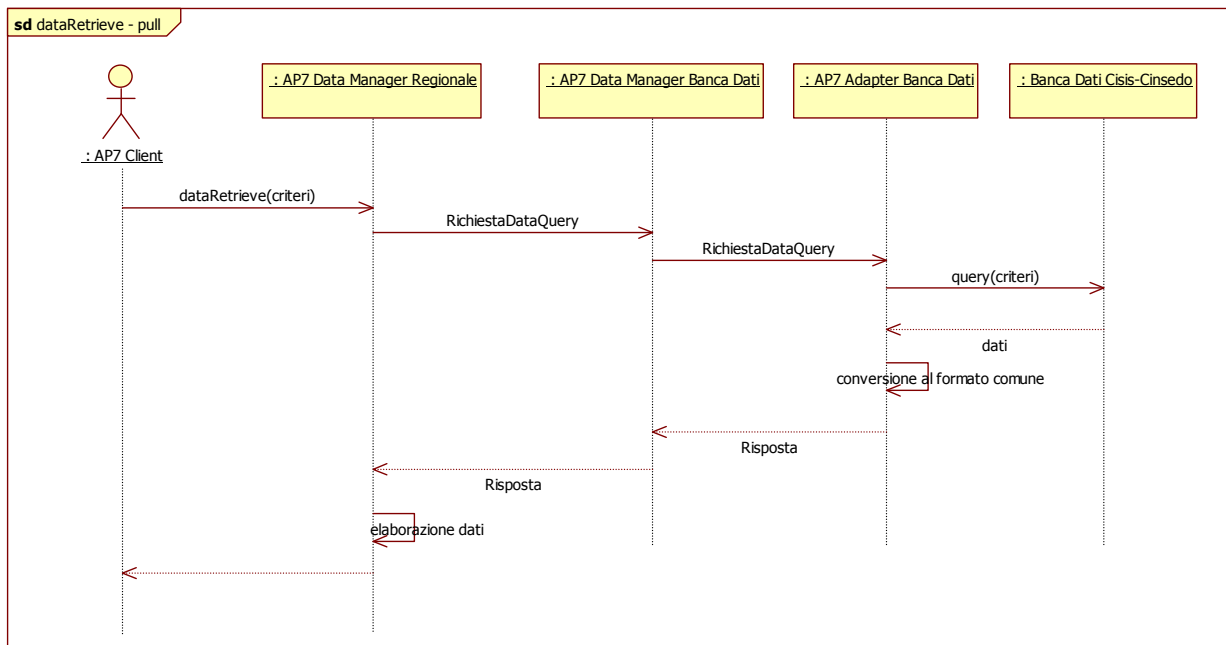 sd dataRetrieve - pull
: AP7 Data Manager Regionale
: AP7 Data Manager Banca Dati
: AP7 Adapter Banca Dati
: Banca Dati Cisis-Cinsedo
: AP7 Client
dataRetrieve(criteri)
RichiestaDataQuery
RichiestaDataQuery
query(criteri)
dati
conversione al formato comune
Risposta
Risposta
elaborazione dati